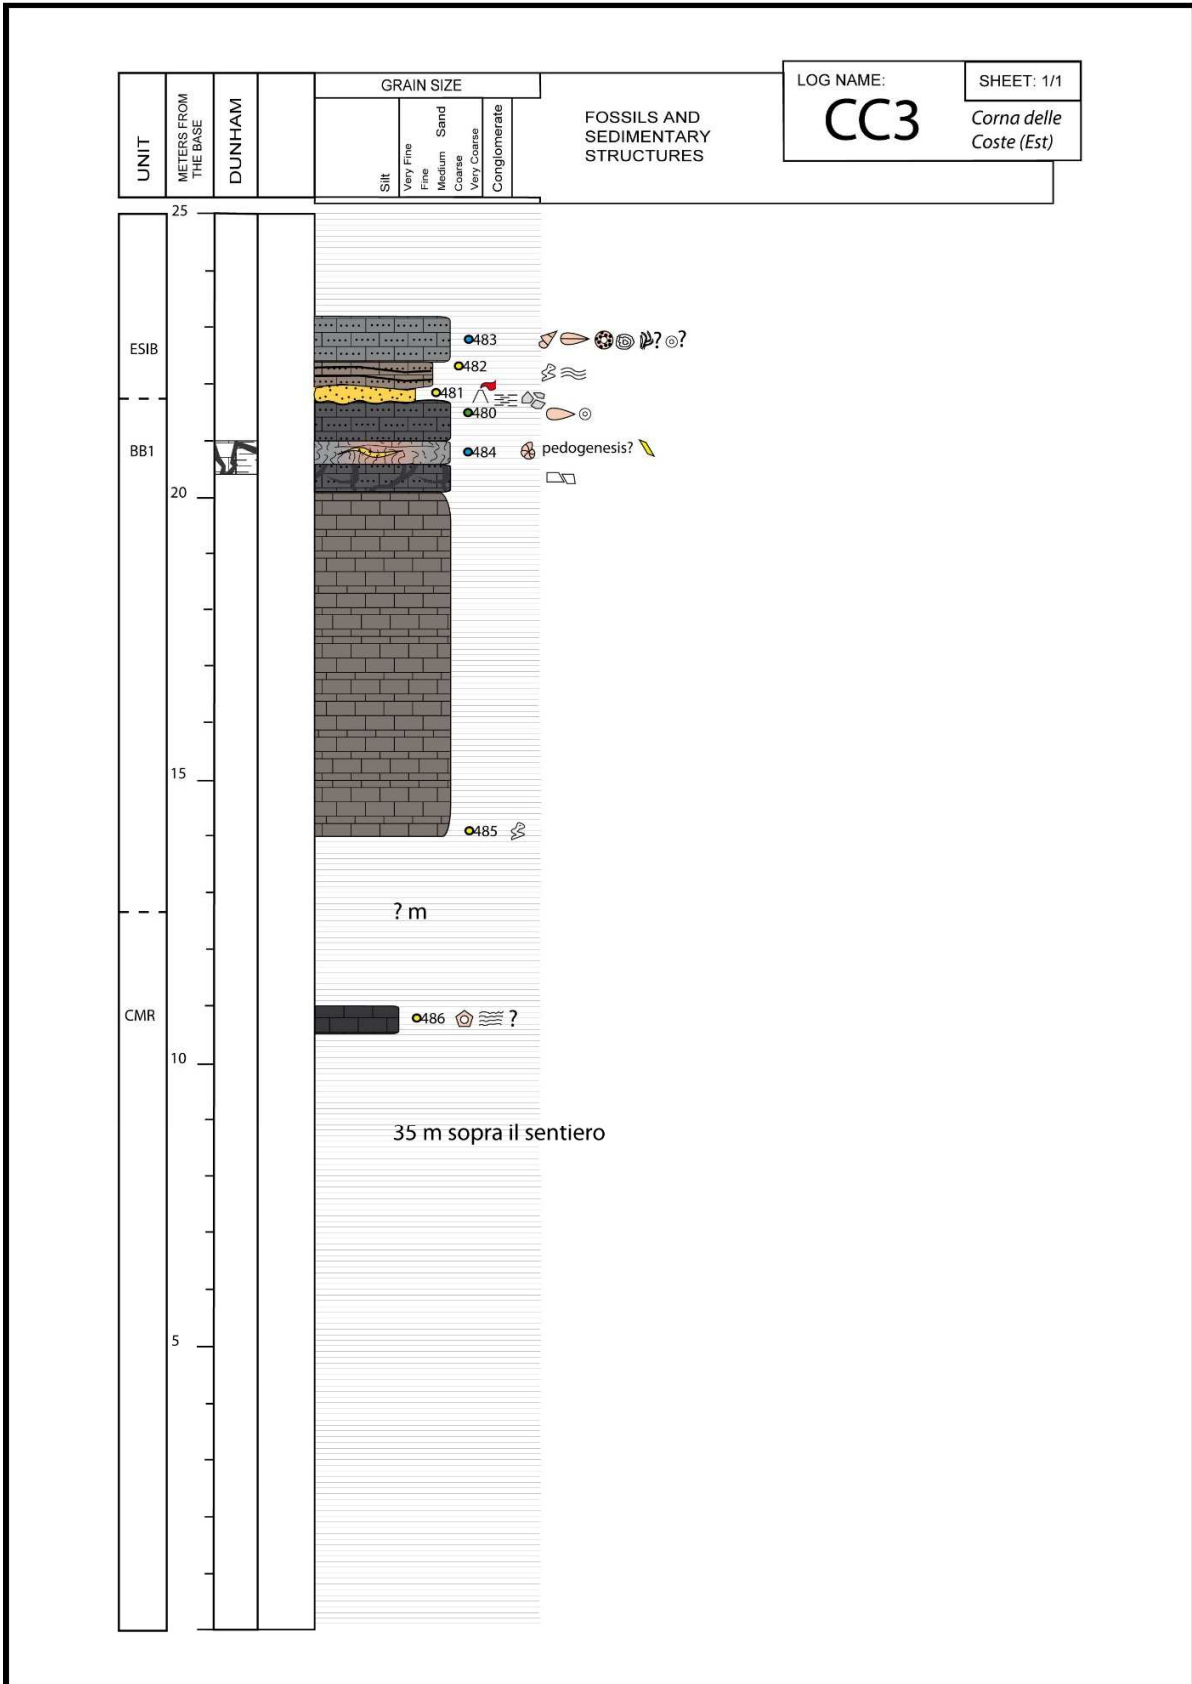 LOG NAME:
CC3
SHEET: 1/1
Corna delle
Coste (Est)
UNIT
METERS FROM
THE BASE
DUNHAM
GRAIN SIZE
Silt
Very Fine
Fine
Medium
Sand
Coarse
Very Coarse
Conglomerate
FOSSILS AND
SEDIMENTARY
STRUCTURES
25
ESIB
483 ? ?
482
481
480
BB1
484 pedogenesis?
20
15
485
? m
CMR
486 ?
10
35 m sopra il sentiero
5